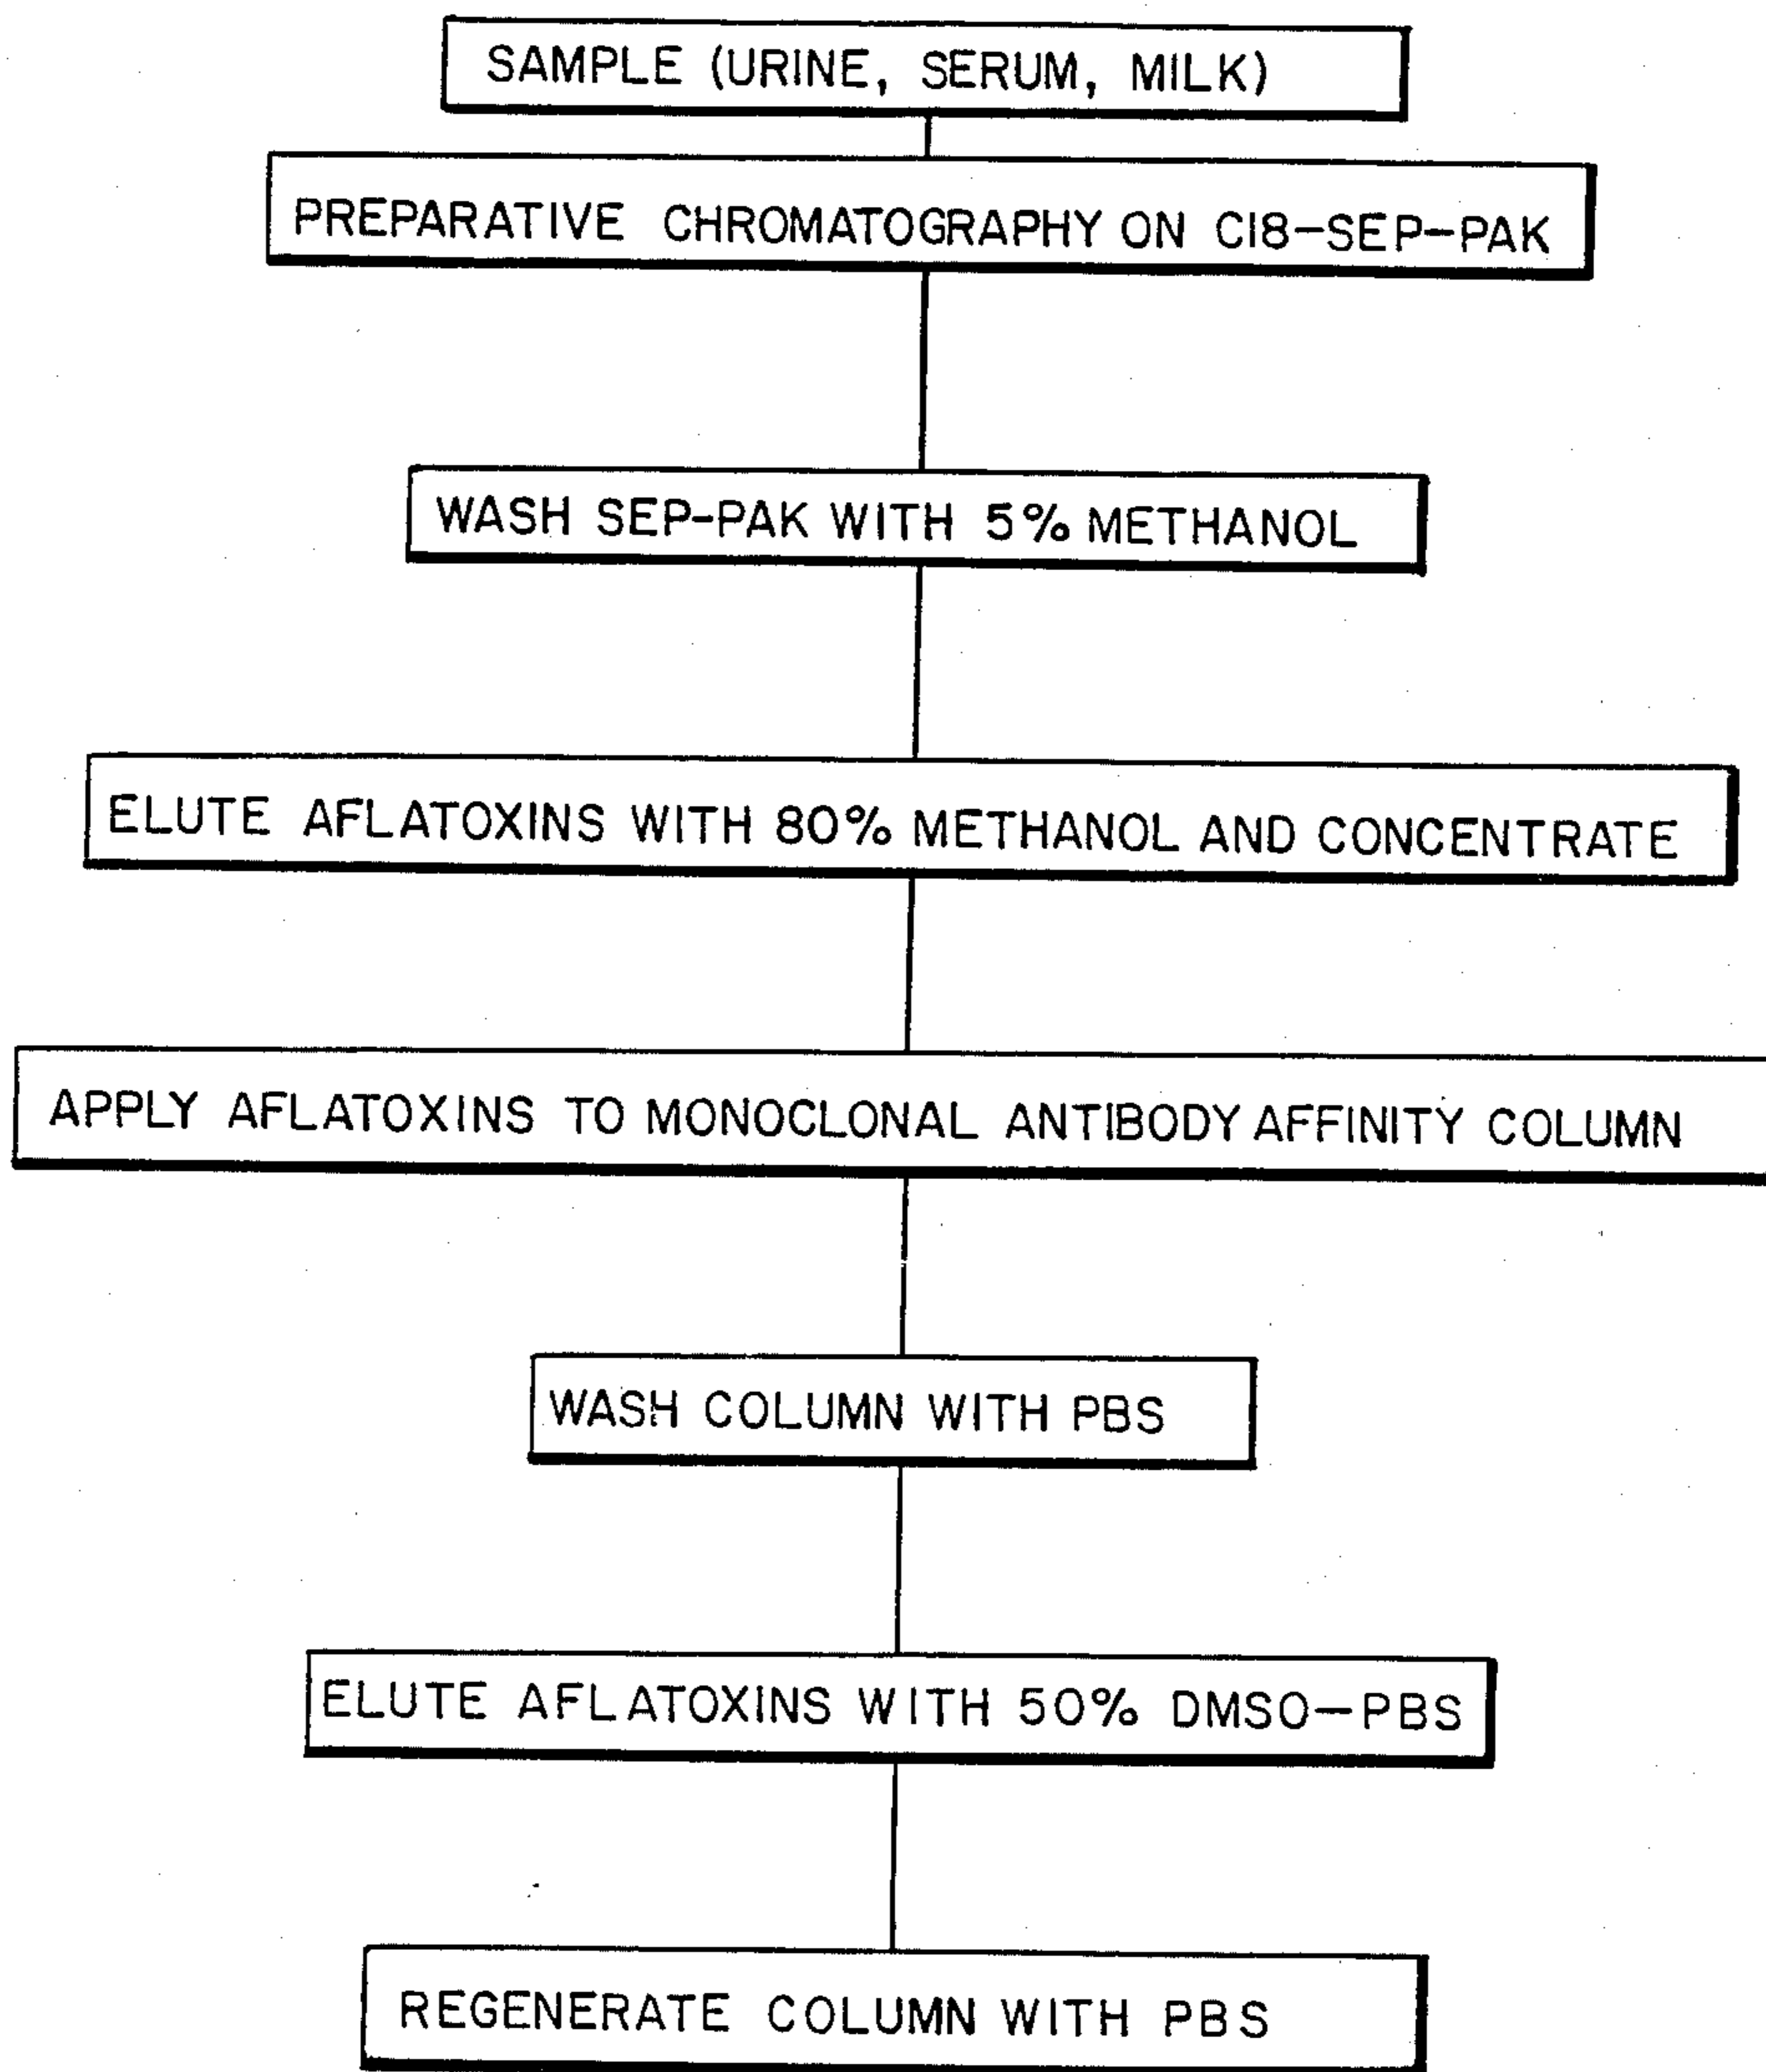 SAMPLE (URINE, SERUM, MILK)
PREPARATIVE CHROMATOGRAPHY ON C18-SEP-PAK
WASH SEP-PAK WITH 5% METHANOL
ELUTE AFLATOXINS WITH 80% METHANOL AND CONCENTRATE
APPLY AFLATOXINS TO MONOCLONAL ANTIBODY AFFINITY COLUMN
WASH COLUMN WITH PBS
ELUTE AFLATOXINS WITH 50% DMSO-PBS
REGENERATE COLUMN WITH PBS